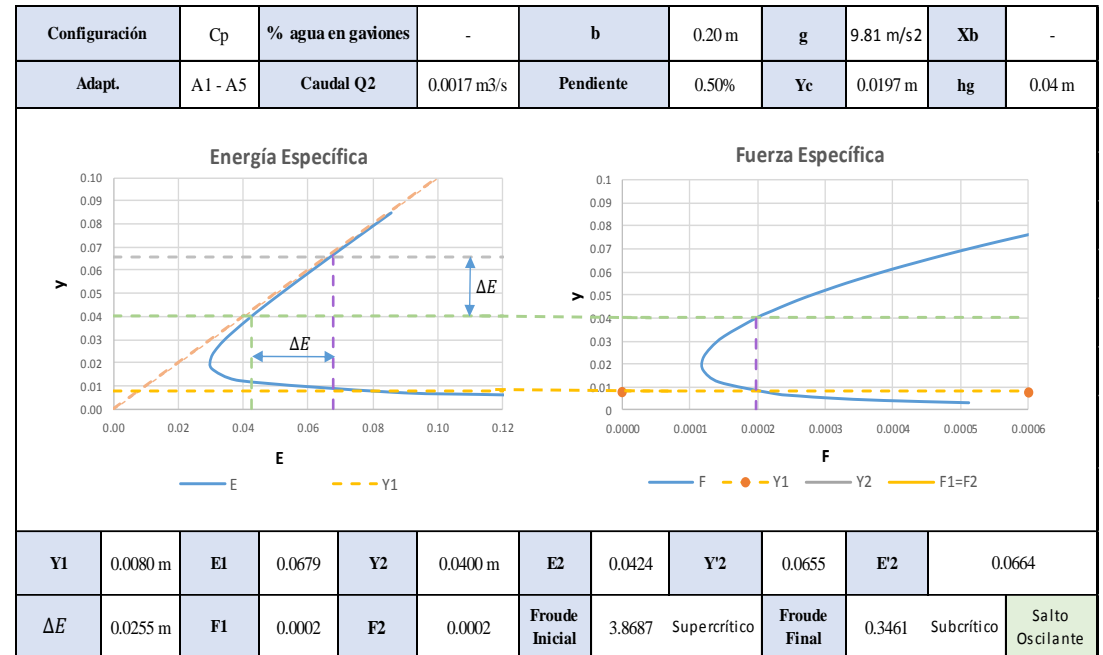 Configuración Cp % agua en gaviones - b 0.20 m g 9.81 m/s2 Xb -
Adapt. A1 - A5 Caudal Q2 0.0017 m3/s Pendiente 0.50% Yc 0.0197 m hg 0.04 m
Energía Específica
0.10
0.09
0.08
0.07
0.06
0.05
0.04
0.03
0.02
0.01
0.00
y
ΔE
ΔE
0.00 0.02 0.04 0.06 0.08 0.10 0.12
E
E Y1
Fuerza Específica
0.1
0.09
0.08
0.07
0.06
0.05
0.04
0.03
0.02
0.01
0
y
0.0000 0.0001 0.0002 0.0003 0.0004 0.0005 0.0006
F
F Y1 Y2 F1=F2
Y1 0.0080 m E1 0.0679 Y2 0.0400 m E2 0.0424 Y'2 0.0655 E'2 0.0664
ΔE 0.0255 m F1 0.0002 F2 0.0002 Froude Inicial 3.8687 Supercrítico Froude Final 0.3461 Subcrítico Salto Oscilante